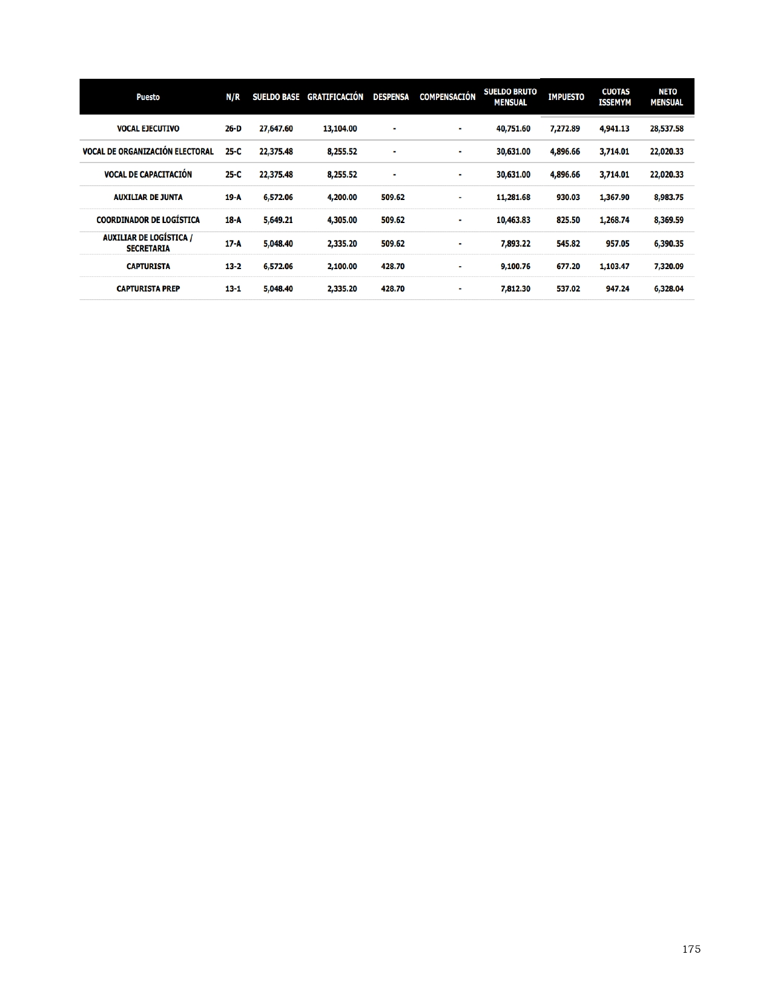 Puesto N/R SUELDO BASE GRATIFICACIÓN DESPENSA COMPENSACIÓN SUELDO BRUTO MENSUAL IMPUESTO CUOTAS ISSEMYM NETO MENSUAL
VOCAL EJECUTIVO 26-D 27,647.60 13,104.00 - - 40,751.60 7,272.89 4,941.13 28,537.58
VOCAL DE ORGANIZACIÓN ELECTORAL 25-C 22,375.48 8,255.52 - - 30,631.00 4,896.66 3,714.01 22,020.33
VOCAL DE CAPACITACIÓN 25-C 22,375.48 8,255.52 - - 30,631.00 4,896.66 3,714.01 22,020.33
AUXILIAR DE JUNTA 19-A 6,572.06 4,200.00 509.62 - 11,281.68 930.03 1,367.90 8,983.75
COORDINADOR DE LOGÍSTICA 18-A 5,649.21 4,305.00 509.62 - 10,463.83 825.50 1,268.74 8,369.59
AUXILIAR DE LOGÍSTICA /
SECRETARIA 17-A 5,048.40 2,335.20 509.62 - 7,893.22 545.82 957.05 6,390.35
CAPTURISTA 13-2 6,572.06 2,100.00 428.70 - 9,100.76 677.20 1,103.47 7,320.09
CAPTURISTA PREP 13-1 5,048.40 2,335.20 428.70 - 7,812.30 537.02 947.24 6,328.04
175